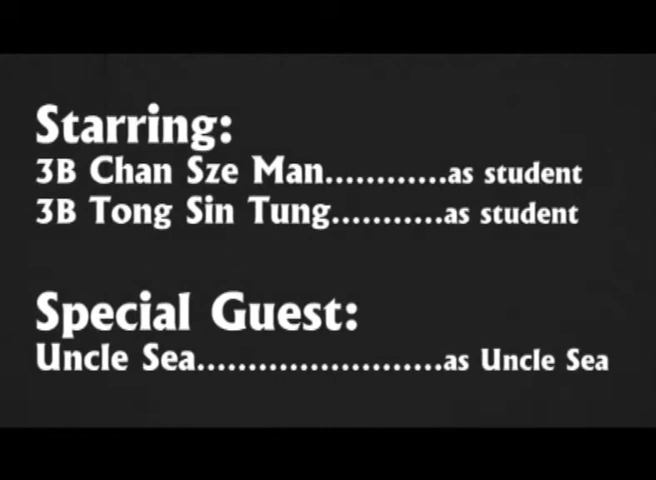 Starring:
3B Chan Sze Man............as student
3B Tong Sin Tung...........as student
Special Guest:
Uncle Sea........................as Uncle Sea